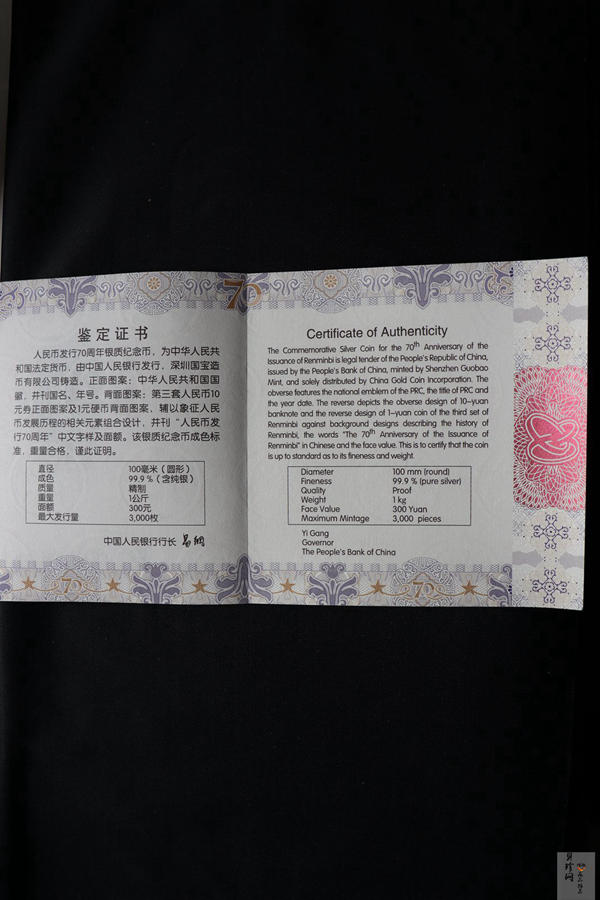 70
鉴定证书
人民币发行70周年银质纪念币，为中华人民共
和国法定货币，由中国人民银行发行，深圳国宝造
币有限公司铸造。正面图案：中华人民共和国国
徽，并刊国名、年号。背面图案：第三套人民币10
元券正面图案及1元硬币背面图案，辅以象征人民
币发展历程的相关元素组合设计，并刊“人民币发
行70周年”中文字样及面额。该银质纪念币成色标
准，重量合格，谨此证明。
直径 100毫米（圆形）
成色 99.9％（含纯银）
质量 精制
重量 1公斤
面额 300元
最大发行量 3,000枚
中国人民银行行长 易纲
70
Certificate of Authenticity
The Commemorative Silver Coin for the 70th Anniversary of the
Issuance of Renminbi is legal tender of the People's Republic of China,
issued by the People's Bank of China, minted by Shenzhen Guobao
Mint, and solely distributed by China Gold Coin Incorporation. The
obverse features the national emblem of the PRC, the title of PRC and
the year date. The reverse depicts the obverse design of 10-yuan
banknote and the reverse design of 1-yuan coin of the third set of
Renminbi against background designs describing the history of
Renminbi, the words "The 70th Anniversary of the Issuance of
Renminbi" in Chinese and the face value. This is to certify that the coin
is up to standard as to its fineness and weight.
Diameter 100 mm (round)
Fineness 99.9 % (pure silver)
Quality Proof
Weight 1 kg
Face Value 300 Yuan
Maximum Mintage 3,000 pieces
Yi Gang
Governor
The People's Bank of China
70